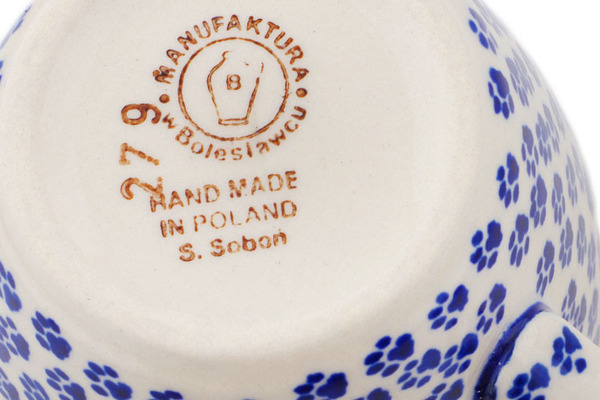 MANUFAKTURA
w Bolesławcu
B
279
HAND MADE
IN POLAND
S. Soboń